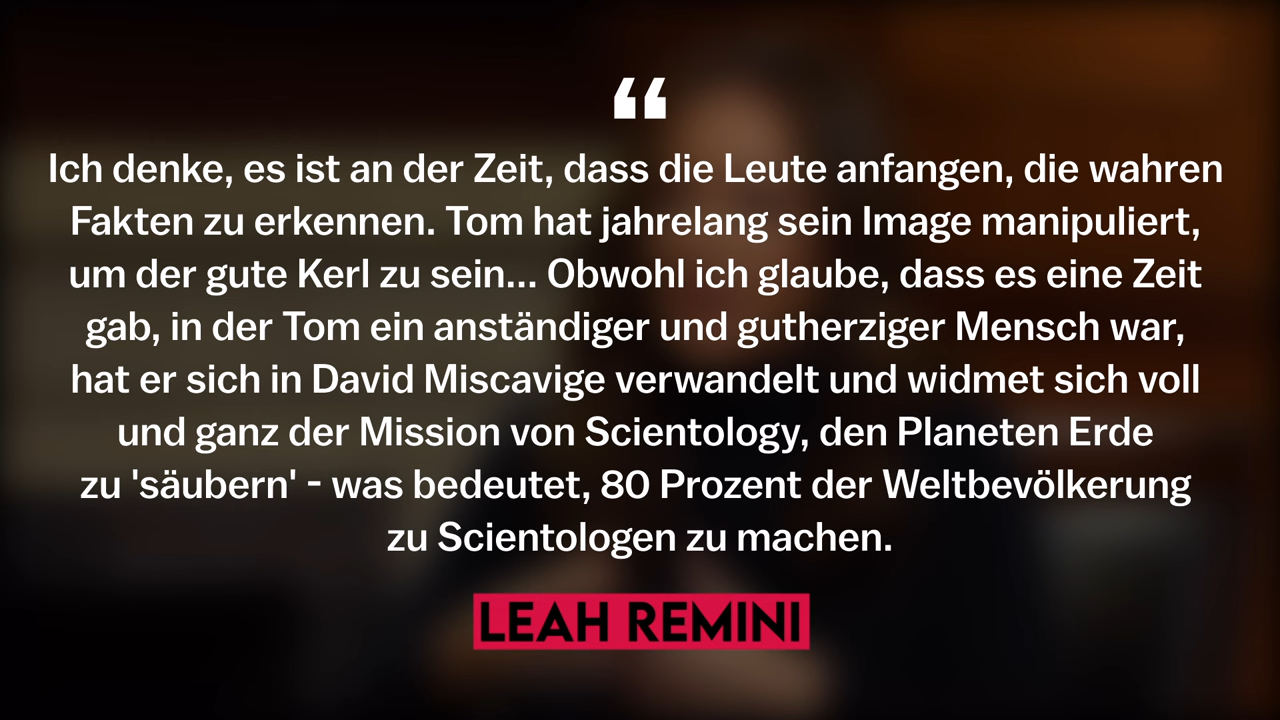 “
Ich denke, es ist an der Zeit, dass die Leute anfangen, die wahren
Fakten zu erkennen. Tom hat jahrelang sein Image manipuliert,
um der gute Kerl zu sein... Obwohl ich glaube, dass es eine Zeit
gab, in der Tom ein anständiger und gutherziger Mensch war,
hat er sich in David Miscavige verwandelt und widmet sich voll
und ganz der Mission von Scientology, den Planeten Erde
zu 'säubern' - was bedeutet, 80 Prozent der Weltbevölkerung
zu Scientologen zu machen.
LEAH REMINI